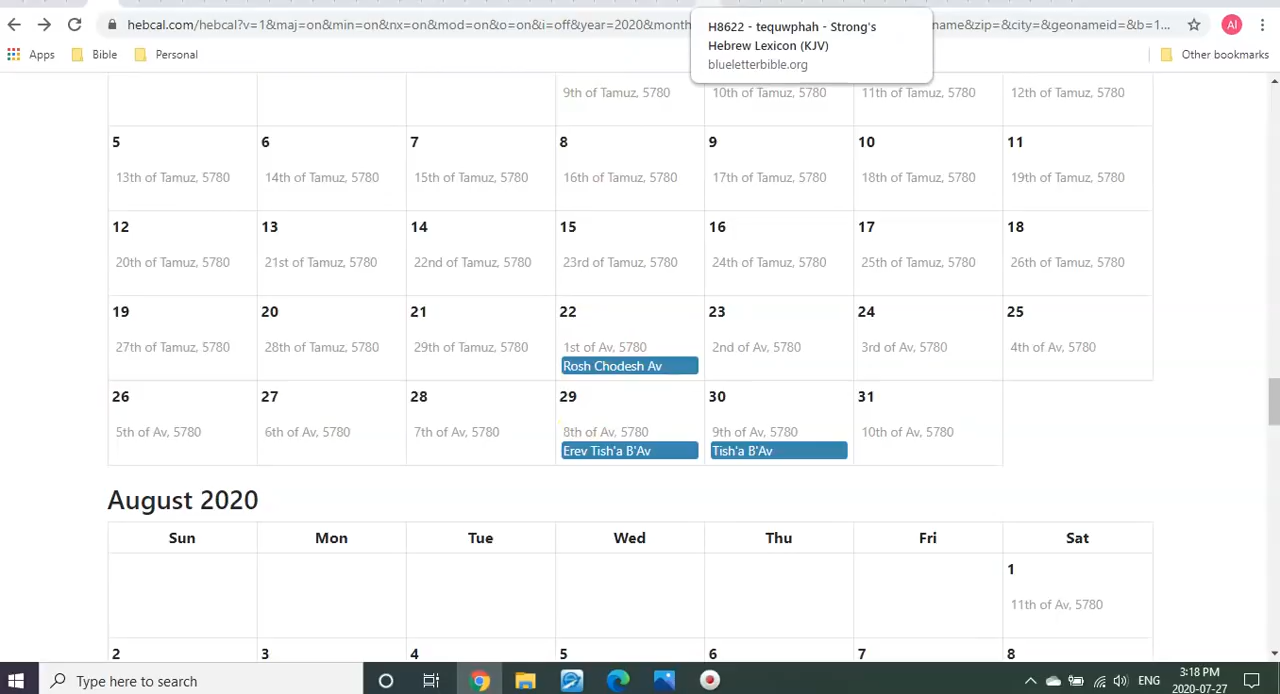 hebcal.com/hebcal?v=1&maj=on&min=on&nx=on&mod=on&o=on&i=off&year=2020&month
name&zip=&city=&geonameid=&b=1...
AI
H8622 - tequwphah - Strong's
Hebrew Lexicon (KJV)
blueletterbible.org
Apps Bible Personal Other bookmarks
9th of Tamuz, 5780 10th of Tamuz, 5780 11th of Tamuz, 5780 12th of Tamuz, 5780
5 6 7 8 9 10 11
13th of Tamuz, 5780 14th of Tamuz, 5780 15th of Tamuz, 5780 16th of Tamuz, 5780 17th of Tamuz, 5780 18th of Tamuz, 5780 19th of Tamuz, 5780
12 13 14 15 16 17 18
20th of Tamuz, 5780 21st of Tamuz, 5780 22nd of Tamuz, 5780 23rd of Tamuz, 5780 24th of Tamuz, 5780 25th of Tamuz, 5780 26th of Tamuz, 5780
19 20 21 22 23 24 25
27th of Tamuz, 5780 28th of Tamuz, 5780 29th of Tamuz, 5780 1st of Av, 5780 2nd of Av, 5780 3rd of Av, 5780 4th of Av, 5780
Rosh Chodesh Av
26 27 28 29 30 31
5th of Av, 5780 6th of Av, 5780 7th of Av, 5780 8th of Av, 5780 9th of Av, 5780 10th of Av, 5780
Erev Tish'a B'Av Tish'a B'Av
August 2020
Sun Mon Tue Wed Thu Fri Sat
1
11th of Av, 5780
2 3 4 5 6 7 8
Type here to search
ENG
3:18 PM
2020-07-27